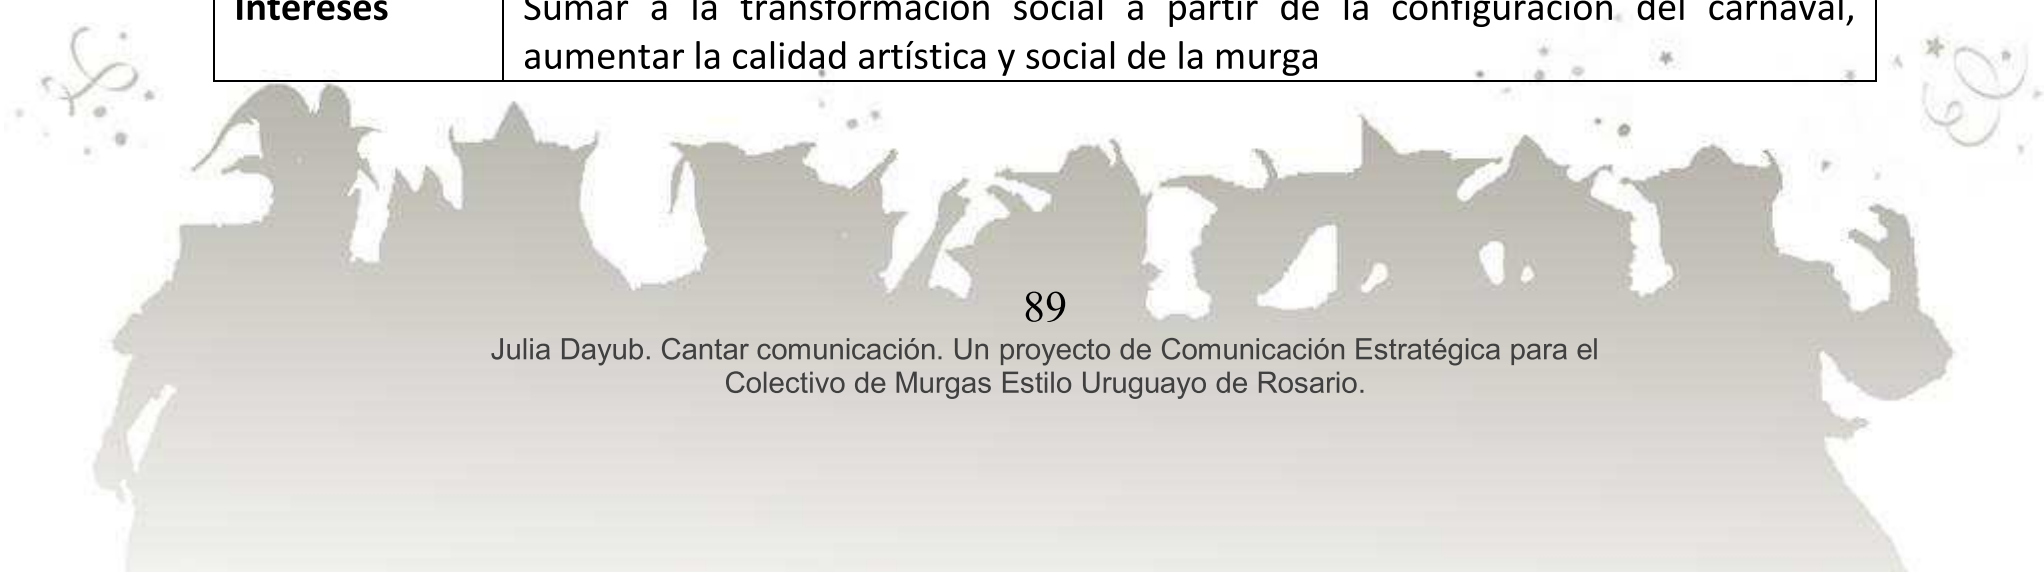 Intereses Sumar a la transformación social a partir de la configuración del carnaval,
aumentar la calidad artística y social de la murga
89
Julia Dayub. Cantar comunicación. Un proyecto de Comunicación Estratégica para el
Colectivo de Murgas Estilo Uruguayo de Rosario.